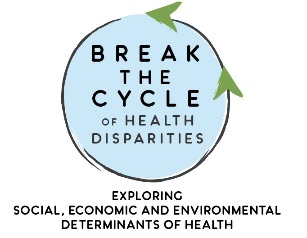 BREAK
THE
CYCLE
OF HEALTH
DISPARITIES
EXPLORING
SOCIAL, ECONOMIC AND ENVIRONMENTAL
DETERMINANTS OF HEALTH